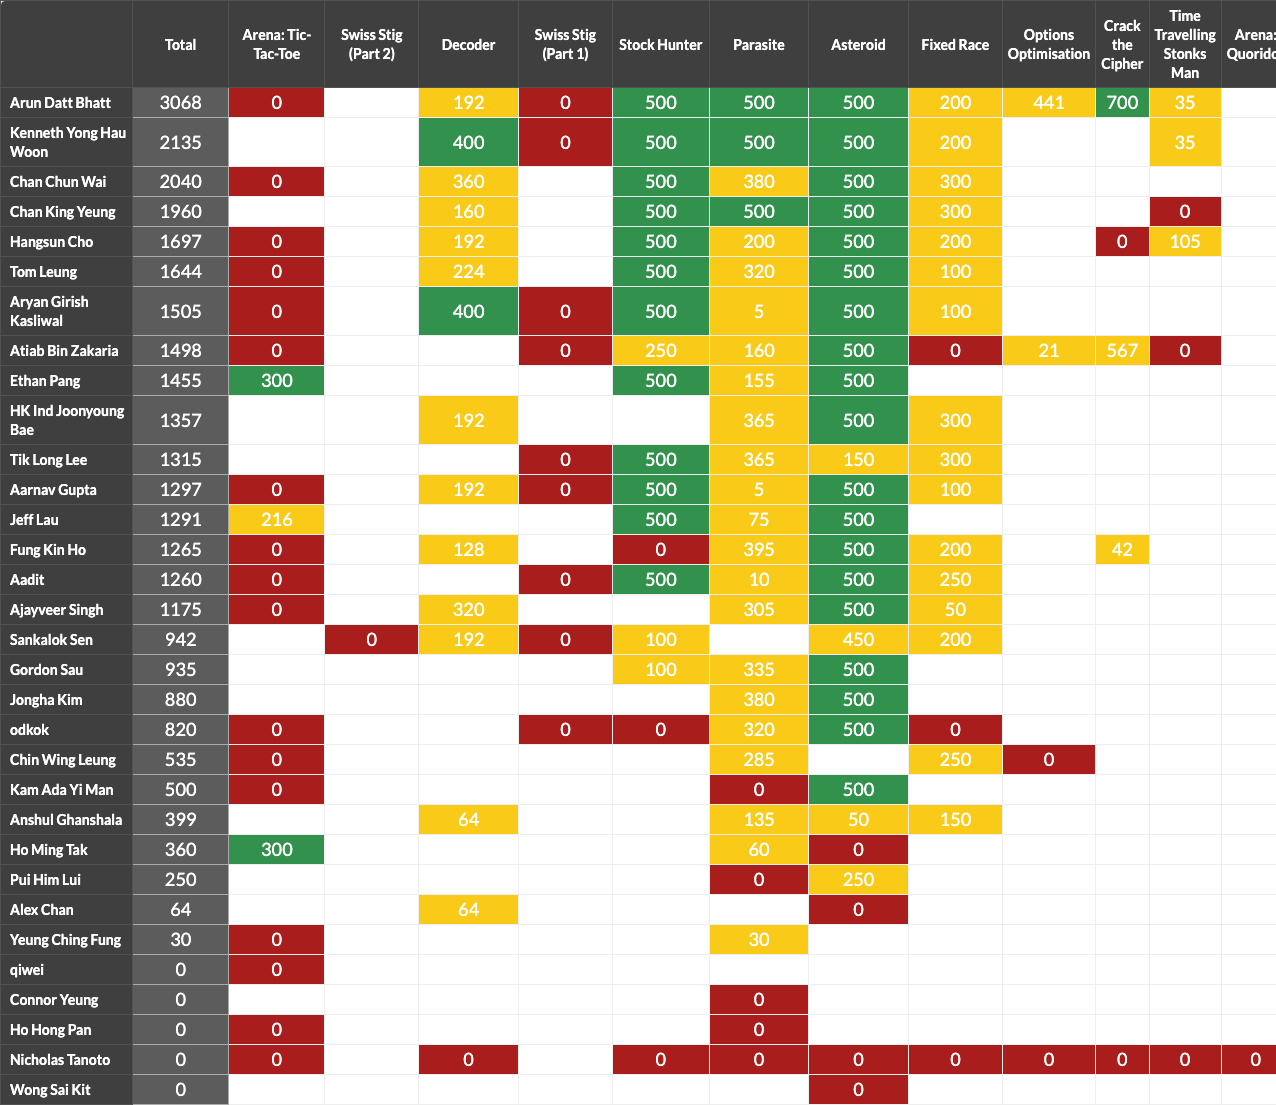 Total Arena: Tic-Tac-Toe Swiss Stig (Part 2) Decoder Swiss Stig (Part 1) Stock Hunter Parasite Asteroid Fixed Race Options Optimisation Crack the Cipher Time Travelling Stonks Man Arena: Quorido
Arun Datt Bhatt 3068 0 192 0 500 500 500 200 441 700 35
Kenneth Yong Hau Woon 2135 400 0 500 500 500 200 35
Chan Chun Wai 2040 0 360 500 380 500 300
Chan King Yeung 1960 160 500 500 500 300 0
Hangsun Cho 1697 0 192 500 200 500 200 0 105
Tom Leung 1644 0 224 500 320 500 100
Aryan Girish Kasliwal 1505 0 400 0 500 5 500 100
Atiab Bin Zakaria 1498 0 0 250 160 500 0 21 567 0
Ethan Pang 1455 300 500 155 500
HK Ind Joonyoung Bae 1357 192 365 500 300
Tik Long Lee 1315 0 500 365 150 300
Aarnav Gupta 1297 0 192 0 500 5 500 100
Jeff Lau 1291 216 500 75 500
Fung Kin Ho 1265 0 128 0 395 500 200 42
Aadit 1260 0 0 500 10 500 250
Ajayveer Singh 1175 0 320 305 500 50
Sankalok Sen 942 0 192 0 100 450 200
Gordon Sau 935 100 335 500
Jongha Kim 880 380 500
odkok 820 0 0 0 320 500 0
Chin Wing Leung 535 0 285 250 0
Kam Ada Yi Man 500 0 0 500
Anshul Ghanshala 399 64 135 50 150
Ho Ming Tak 360 300 60 0
Pui Him Lui 250 0 250
Alex Chan 64 64 0
Yeung Ching Fung 30 0 30
qiwei 0 0
Connor Yeung 0 0
Ho Hong Pan 0 0 0
Nicholas Tanoto 0 0 0 0 0 0 0 0 0 0 0
Wong Sai Kit 0 0